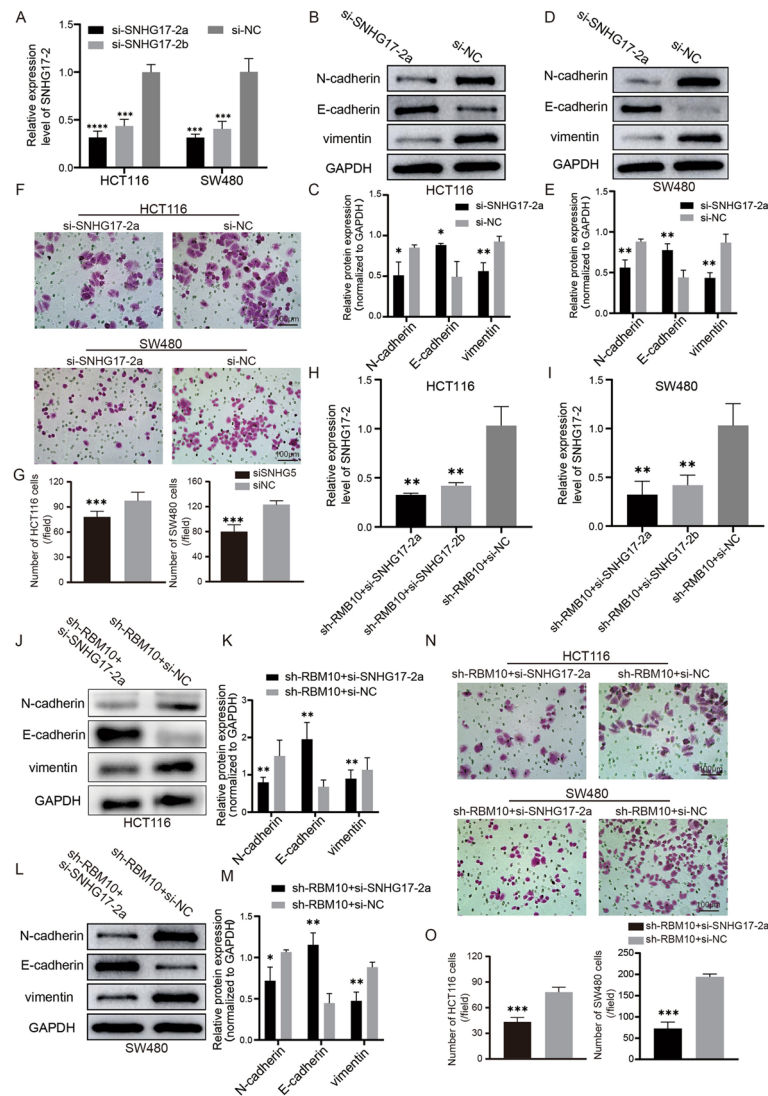 A
si-SNHG17-2a
si-SNHG17-2b
si-NC
Relative expression
level of SNHG17-2
1.5
1.0
0.5
0.0
****
***
***
***
HCT116
SW480
B
si-SNHG17-2a
si-NC
N-cadherin
E-cadherin
vimentin
GAPDH
HCT116
D
si-SNHG17-2a
si-NC
N-cadherin
E-cadherin
vimentin
GAPDH
SW480
C
si-SNHG17-2a
si-NC
Relative protein expression
(normalized to GAPDH)
1.5
1.0
0.5
0.0
*
*
**
N-cadherin
E-cadherin
vimentin
E
si-SNHG17-2a
si-NC
Relative protein expression
(normalized to GAPDH)
1.5
1.0
0.5
0.0
**
**
**
N-cadherin
E-cadherin
vimentin
F
HCT116
si-SNHG17-2a
si-NC
100μm
SW480
si-SNHG17-2a
si-NC
100μm
G
Number of HCT116 cells
(/field)
120
90
60
30
0
***
siSNHG5
siNC
Number of SW480 cells
(/field)
160
120
80
40
0
***
H
HCT116
Relative expression
level of SNHG17-2
1.5
1.0
0.5
0.0
**
**
sh-RMB10+si-SNHG17-2a
sh-RMB10+si-SNHG17-2b
sh-RMB10+si-NC
I
SW480
Relative expression
level of SNHG17-2
1.5
1.0
0.5
0.0
**
**
sh-RMB10+si-SNHG17-2a
sh-RMB10+si-SNHG17-2b
sh-RMB10+si-NC
J
sh-RBM10+
si-SNHG17-2a
sh-RBM10+si-NC
N-cadherin
E-cadherin
vimentin
GAPDH
HCT116
K
sh-RBM10+si-SNHG17-2a
sh-RBM10+si-NC
Relative protein expression
(normalized to GAPDH)
3.0
2.5
2.0
1.5
1.0
0.5
0.0
**
**
**
N-cadherin
E-cadherin
vimentin
L
sh-RBM10+
si-SNHG17-2a
sh-RBM10+si-NC
N-cadherin
E-cadherin
vimentin
GAPDH
SW480
M
sh-RBM10+si-SNHG17-2a
sh-RBM10+si-NC
Relative protein expression
(normalized to GAPDH)
1.5
1.0
0.5
0.0
*
**
**
N-cadherin
E-cadherin
vimentin
N
HCT116
sh-RBM10+si-SNHG17-2a
sh-RBM10+si-NC
100μm
SW480
sh-RBM10+si-SNHG17-2a
sh-RBM10+si-NC
100μm
O
sh-RBM10+si-SNHG17-2a
sh-RBM10+si-NC
Number of HCT116 cells
(/field)
120
90
60
30
0
***
Number of SW480 cells
(/field)
250
200
150
100
50
0
***